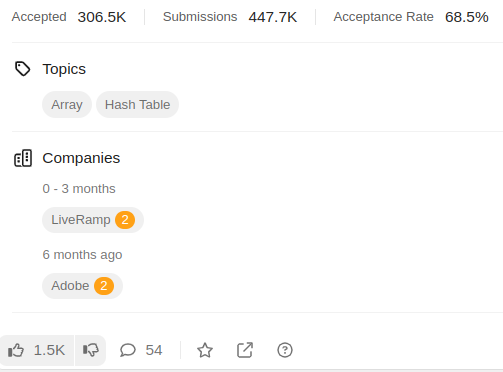 Accepted 306.5K Submissions 447.7K Acceptance Rate 68.5%
Topics
Array Hash Table
Companies
0 - 3 months
LiveRamp 2
6 months ago
Adobe 2
1.5K 54